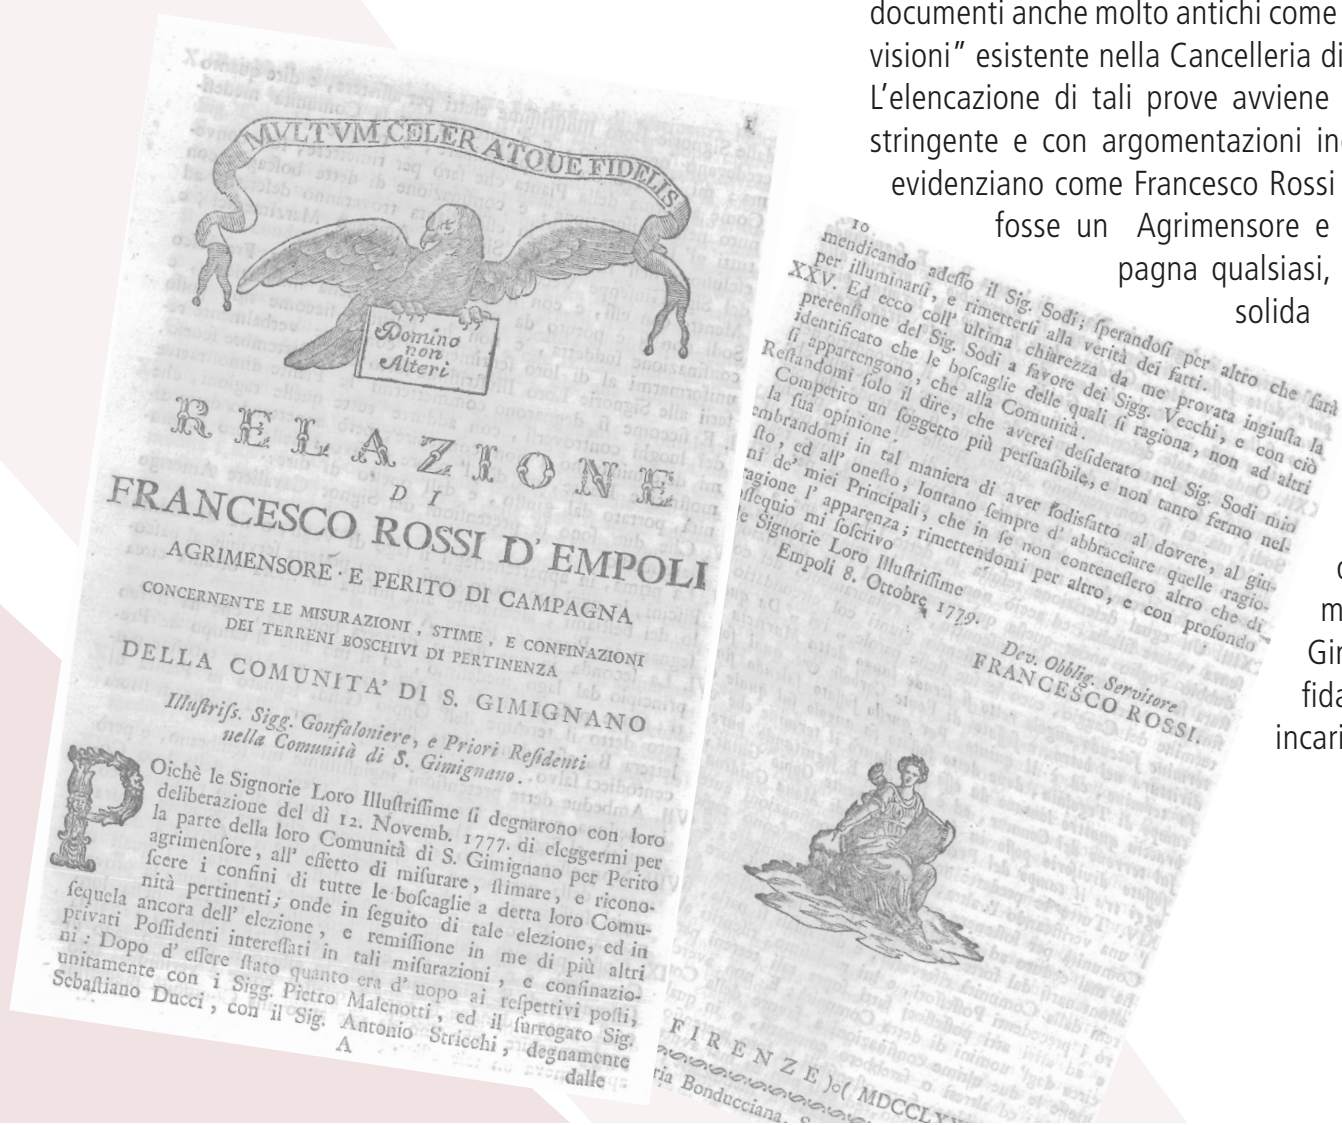 documenti anche molto antichi come
visioni” esistente nella Cancelleria di
L’elencazione di tali prove avviene
stringente e con argomentazioni
evidenziano come Francesco Rossi
fosse un Agrimensore e
pagna qualsiasi,
solida
1
MVLTVM CELER ATQUE FIDELIS
Domino
non
Alteri
RELAZIONE
DI
FRANCESCO ROSSI D' EMPOLI
AGRIMENSORE · E PERITO DI CAMPAGNA
CONCERNENTE LE MISURAZIONI , STIME , E CONFINAZIONI
DEI TERRENI BOSCHIVI DI PERTINENZA
DELLA COMUNITA' DI S. GIMIGNANO
Illuſtriſs. Sigg. Gonfaloniere, e Priori Reſidenti
nella Comunità di S. Gimignano.
POichè le Signorie Loro Illuſtriſſime ſi degnarono con loro
deliberazione del dì 12. Novemb. 1777. di eleggermi per
la parte della loro Comunità di S. Gimignano per Perito
agrimenſore, all' effetto di miſurare, ſtimare, e ricono-
ſcere i confini di tutte le boſcaglie a detta loro Comu-
nità pertinenti; onde in ſeguito di tale elezione, ed in
ſequela ancora dell' elezione, e remiſſione in me di più altri
privati Poſſidenti intereſſati in tali miſurazioni , e confinazio-
ni : Dopo d' eſſere ſtato quanto era d' uopo ai reſpettivi poſti,
unitamente con i Sigg. Pietro Malenotti, ed il ſurrogato Sig.
Sebaſtiano Ducci, con il Sig. Antonio Stricchi, degnamente
A
dalle
10
mendicando adeſſo il Sig. Sodi; ſperandoſi per altro che ſarà
per illuminarſi, e rimetterſi alla verità dei fatti.
XXV. Ed ecco coll' ultima chiarezza da me provata ingiuſta la
pretenſione del Sig. Sodi a favore dei Sigg. Vecchi, e con ciò
identificato che le boſcaglie delle quali ſi ragiona, non ad altri
ſi appartengono, che alla Comunità.
Reſtandomi ſolo il dire, che averei deſiderato nel Sig. Sodi mio
Competito un ſoggetto più perſuaſibile, e non tanto fermo nel-
la ſua opinione.
embrandomi in tal maniera di aver ſodisfatto al dovere, al giu-
ſto, ed all' oneſto, lontano ſempre d' abbracciare quelle ragio-
ni de' miei Principali, che in ſe non conteneſſero altro che di
ragione l' apparenza; rimettendomi per altro, e con profondo
oſſequio mi ſoſcrivo
e Signorie Loro Illuſtriſſime
Empoli 8. Ottobre 1779.
Dev. Obblig. Servitore
FRANCESCO ROSSI.
FIRENZE )o( MDCCLXX
ria Bonducciana.
Gim
fida
incari